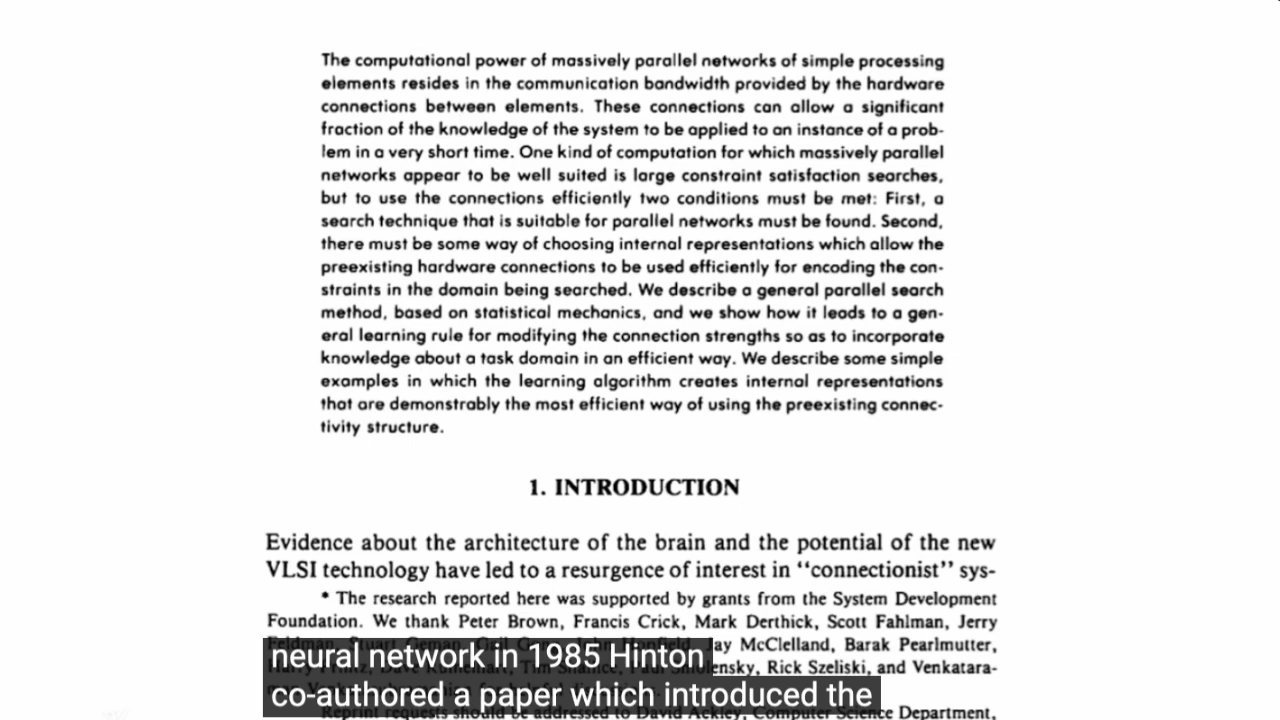 The computational power of massively parallel networks of simple processing
elements resides in the communication bandwidth provided by the hardware
connections between elements. These connections can allow a significant
fraction of the knowledge of the system to be applied to an instance of a prob-
lem in a very short time. One kind of computation for which massively parallel
networks appear to be well suited is large constraint satisfaction searches,
but to use the connections efficiently two conditions must be met: First, a
search technique that is suitable for parallel networks must be found. Second,
there must be some way of choosing internal representations which allow the
preexisting hardware connections to be used efficiently for encoding the con-
straints in the domain being searched. We describe a general parallel search
method, based on statistical mechanics, and we show how it leads to a gen-
eral learning rule for modifying the connection strengths so as to incorporate
knowledge about a task domain in an efficient way. We describe some simple
examples in which the learning algorithm creates internal representations
that are demonstrably the most efficient way of using the preexisting connec-
tivity structure.
1. INTRODUCTION
Evidence about the architecture of the brain and the potential of the new
VLSI technology have led to a resurgence of interest in “connectionist” sys-
* The research reported here was supported by grants from the System Development
Foundation. We thank Peter Brown, Francis Crick, Mark Derthick, Scott Fahlman, Jerry
Jay McClelland, Barak Pearlmutter,
Rick Szeliski, and Venkatara-
neural network in 1985 Hinton
co-authored a paper which introduced the
Reprint requests should be addressed to David Ackley, Computer Science Department,